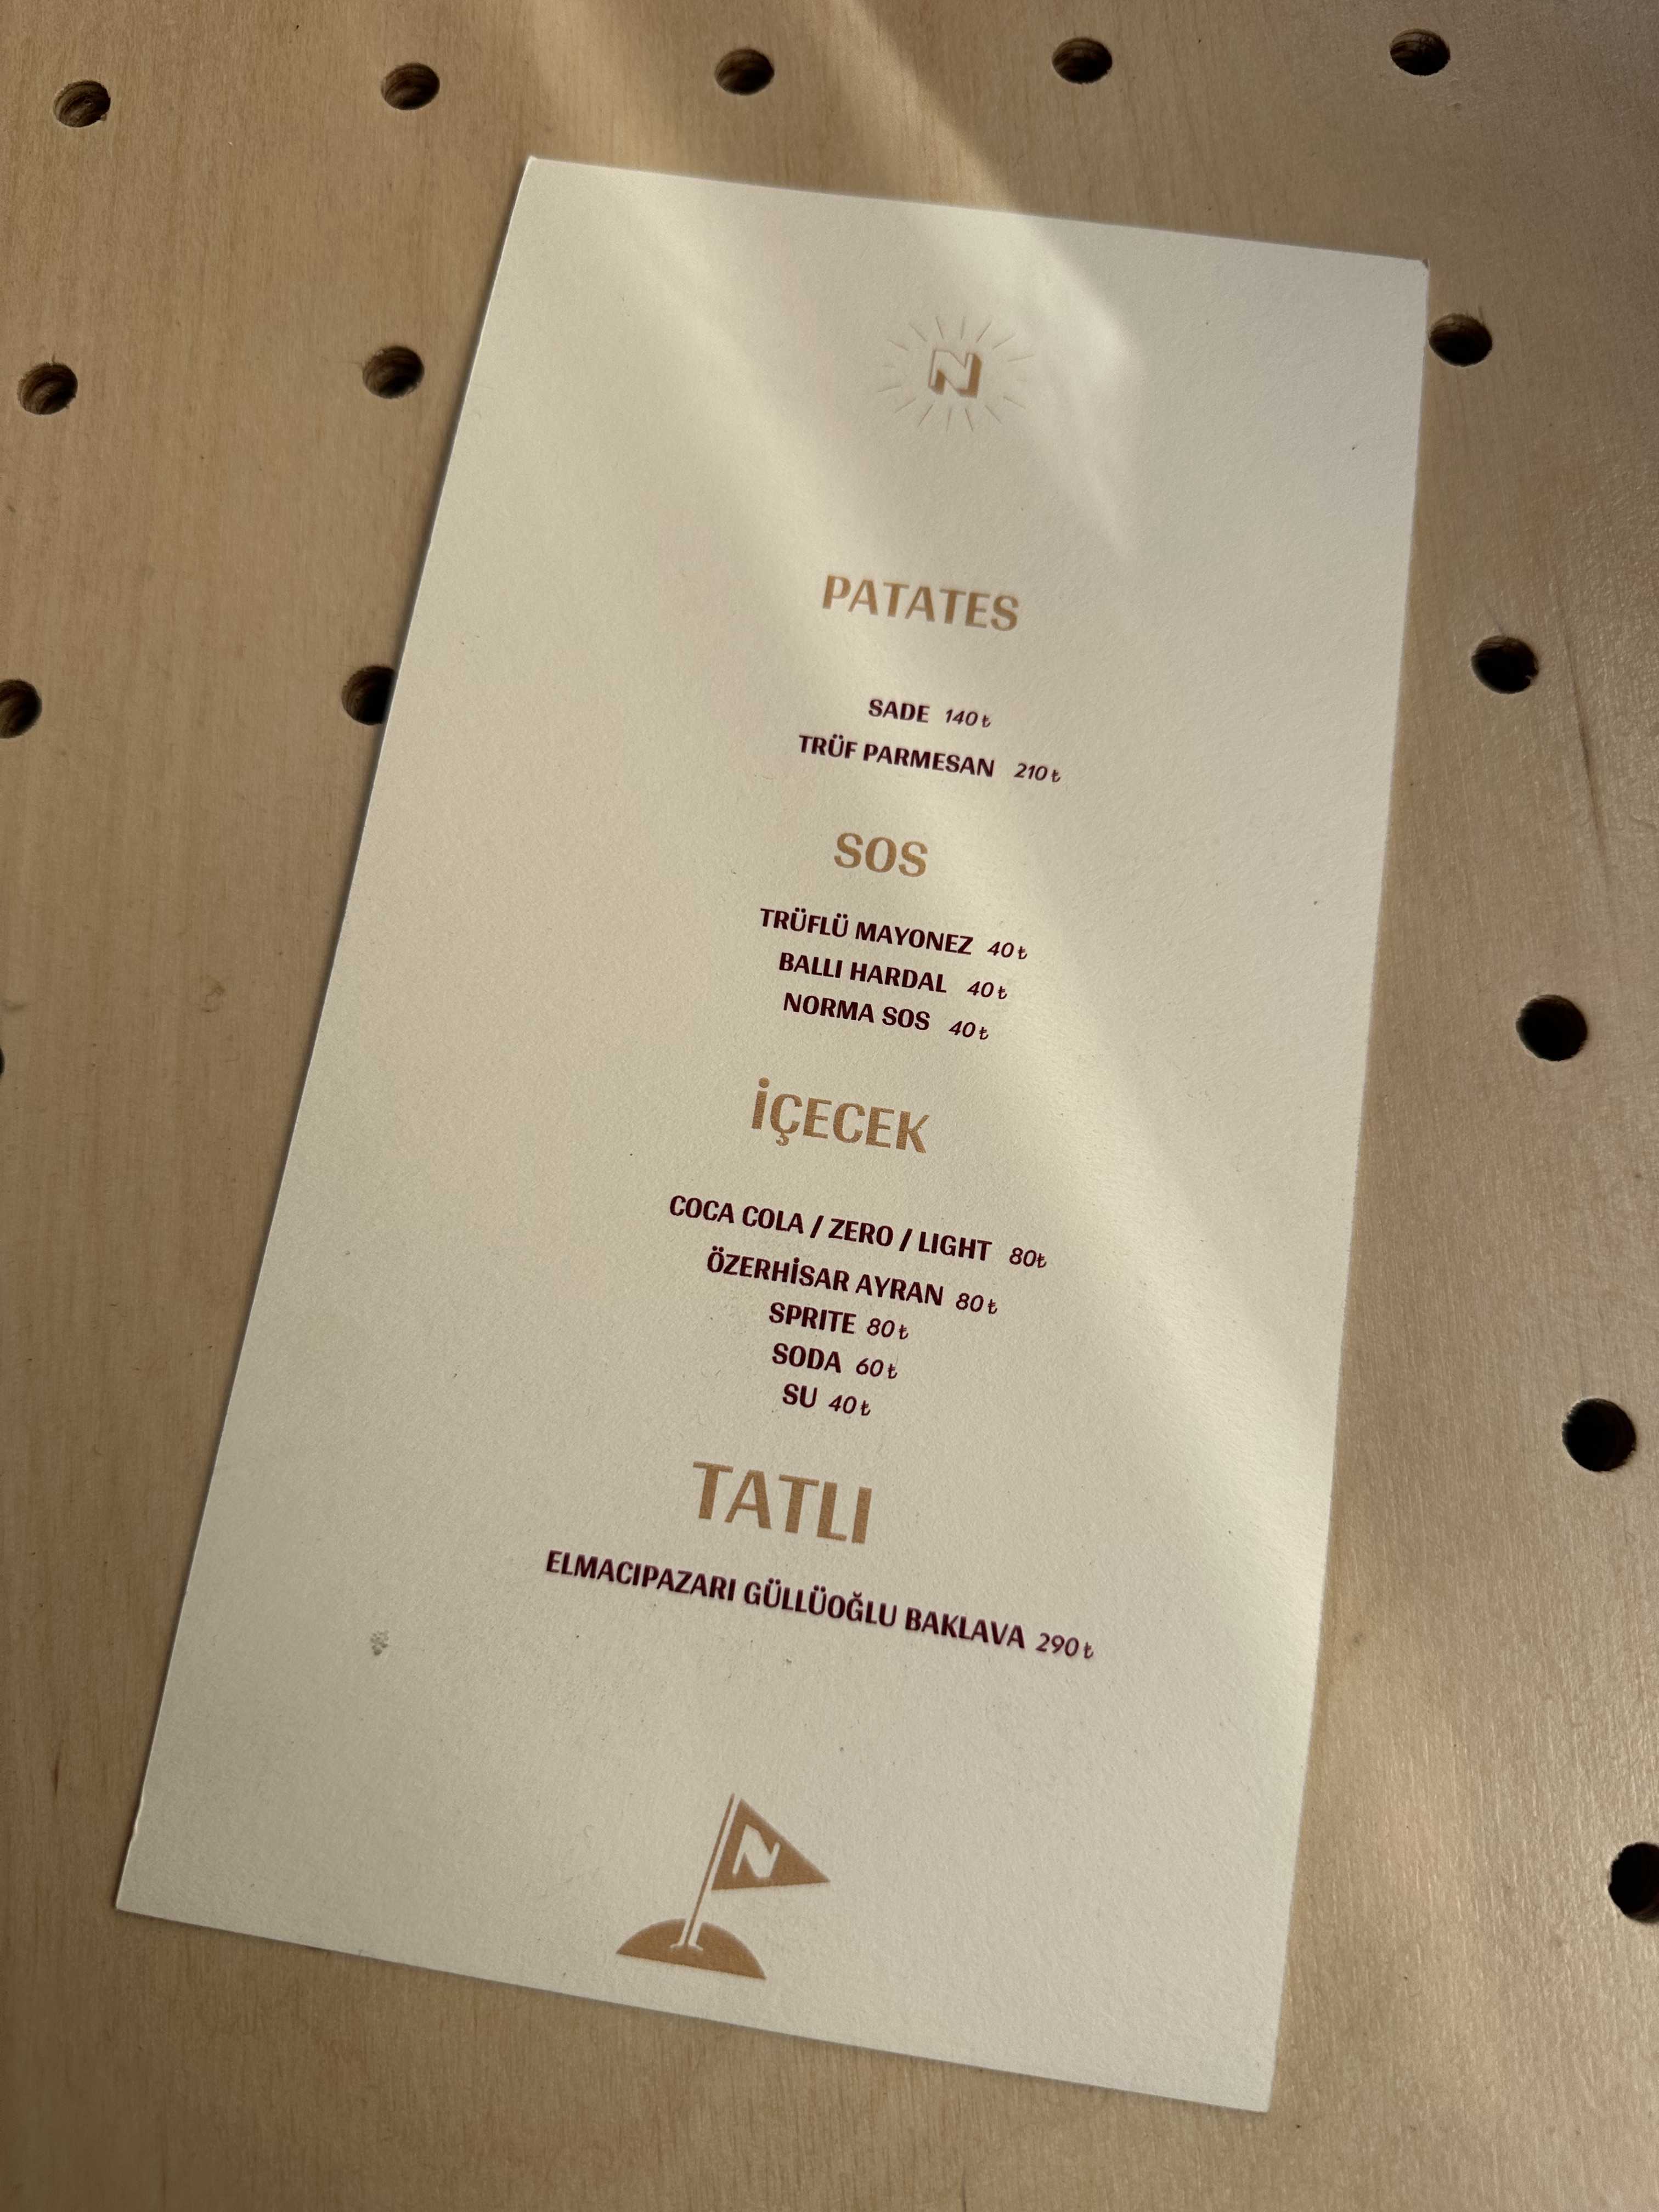 N
PATATES
SADE 140₺
TRÜF PARMESAN 210₺
SOS
TRÜFLÜ MAYONEZ 40₺
BALLI HARDAL 40₺
NORMA SOS 40₺
İÇECEK
COCA COLA / ZERO / LIGHT 80₺
ÖZERHİSAR AYRAN 80₺
SPRITE 80₺
SODA 60₺
SU 40₺
TATLI
ELMACIPAZARI GÜLLÜOĞLU BAKLAVA 290₺
N